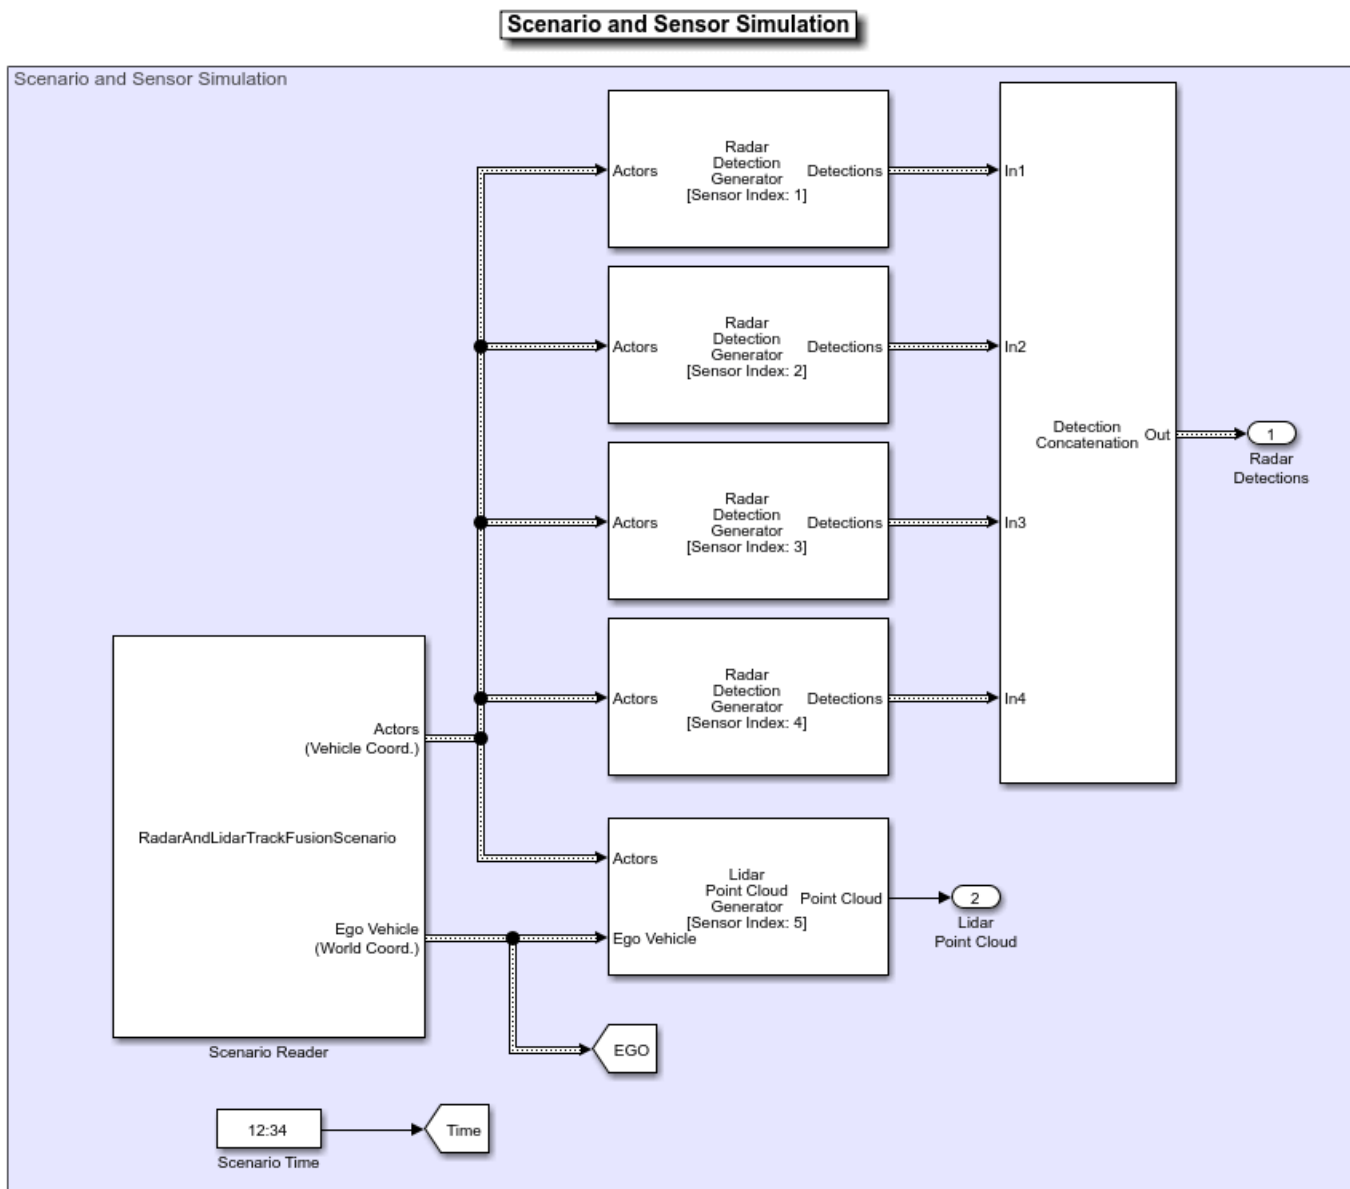 Scenario and Sensor Simulation
Scenario and Sensor Simulation
Actors
Radar
Detection
Generator
[Sensor Index: 1]
Detections
In1
Actors
Radar
Detection
Generator
[Sensor Index: 2]
Detections
In2
Detection
Concatenation
Out
1
Radar
Detections
Actors
Radar
Detection
Generator
[Sensor Index: 3]
Detections
In3
Actors
Radar
Detection
Generator
[Sensor Index: 4]
Detections
In4
Actors
(Vehicle Coord.)
RadarAndLidarTrackFusionScenario
Ego Vehicle
(World Coord.)
Scenario Reader
Actors
Lidar
Point Cloud
Generator
[Sensor Index: 5]
Ego Vehicle
Point Cloud
2
Lidar
Point Cloud
EGO
12:34
Scenario Time
Time